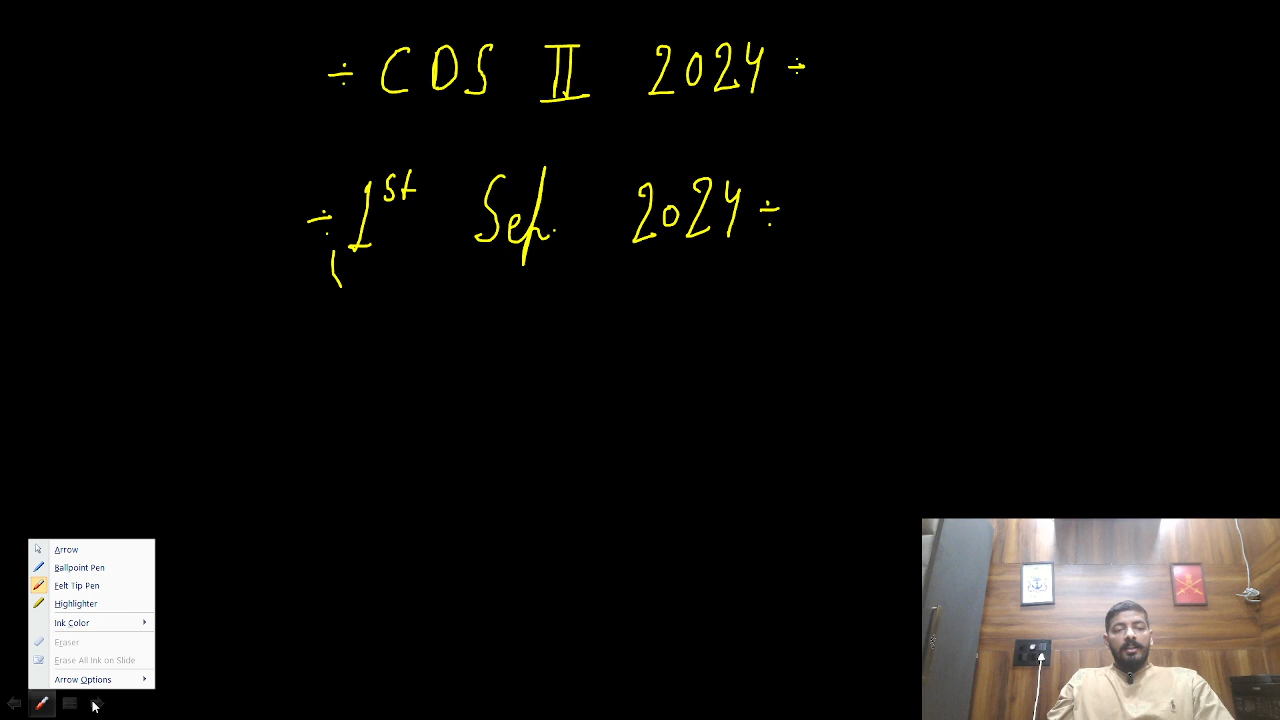 ÷ CDS II 2024 ÷
÷ 1st Sep. 2024 ÷
Arrow
Ballpoint Pen
Felt Tip Pen
Highlighter
Ink Color
Eraser
Erase All Ink on Slide
Arrow Options